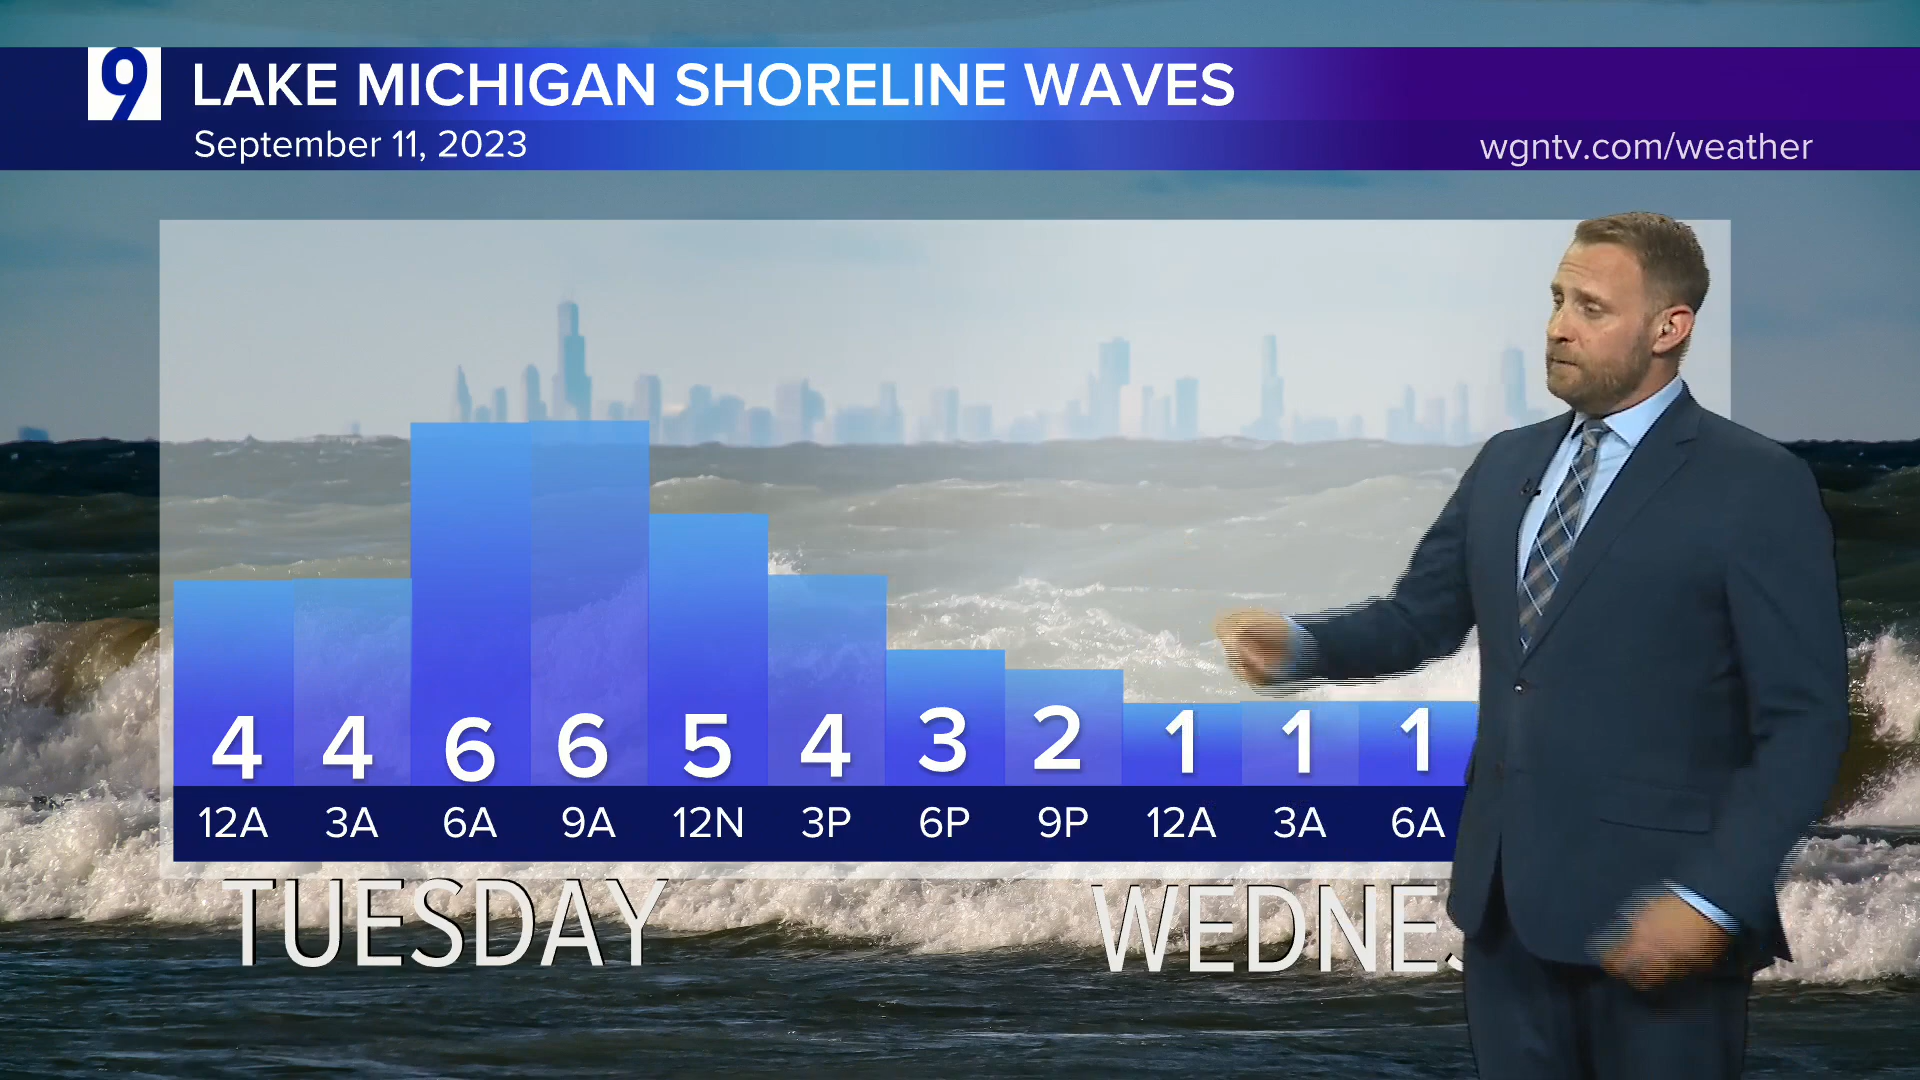 9
LAKE MICHIGAN SHORELINE WAVES
September 11, 2023
wgntv.com/weather
4 4 6 6 5 4 3 2 1 1 1
12A 3A 6A 9A 12N 3P 6P 9P 12A 3A 6A
TUESDAY WEDNES